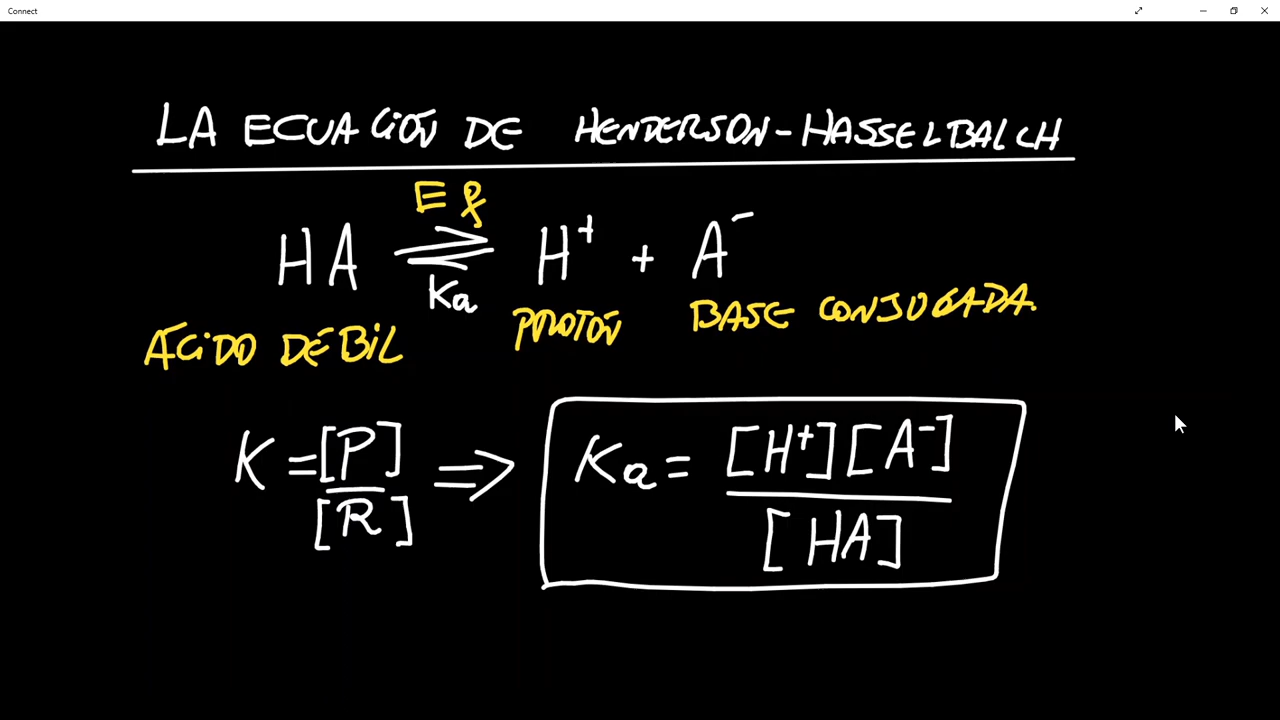 Connect
LA ECUACIÓN DE HENDERSON-HASSELBALCH
Eq
HA ⇌ H⁺ + A⁻
Ka
ÁCIDO DÉBIL PROTÓN BASE CONJUGADA.
K = [P] / [R] => Ka = [H⁺][A⁻] / [HA]